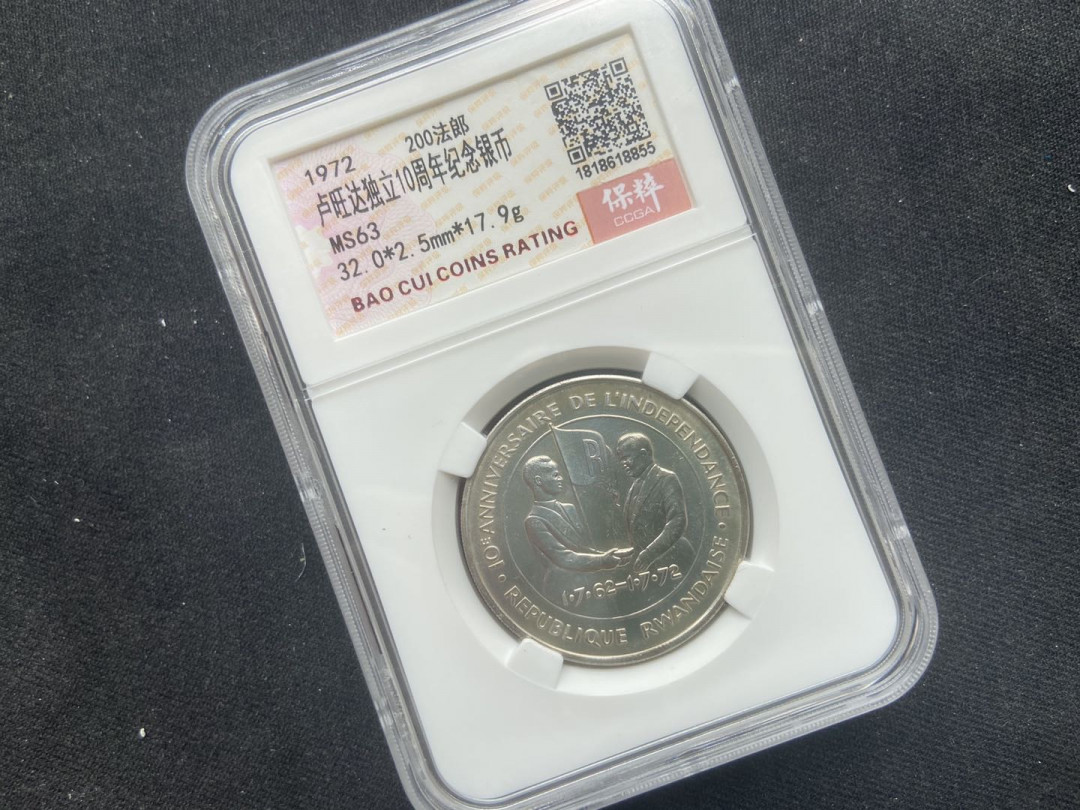 1972 200法郎
卢旺达独立10周年纪念银币
MS63
32.0*2.5mm*17.9g
BAO CUI COINS RATING
1818618855
保粹
CCGA
10E ANNIVERSAIRE DE L'INDEPENDANCE
R
1•7•62–1•7•72
• REPUBLIQUE RWANDAISE •